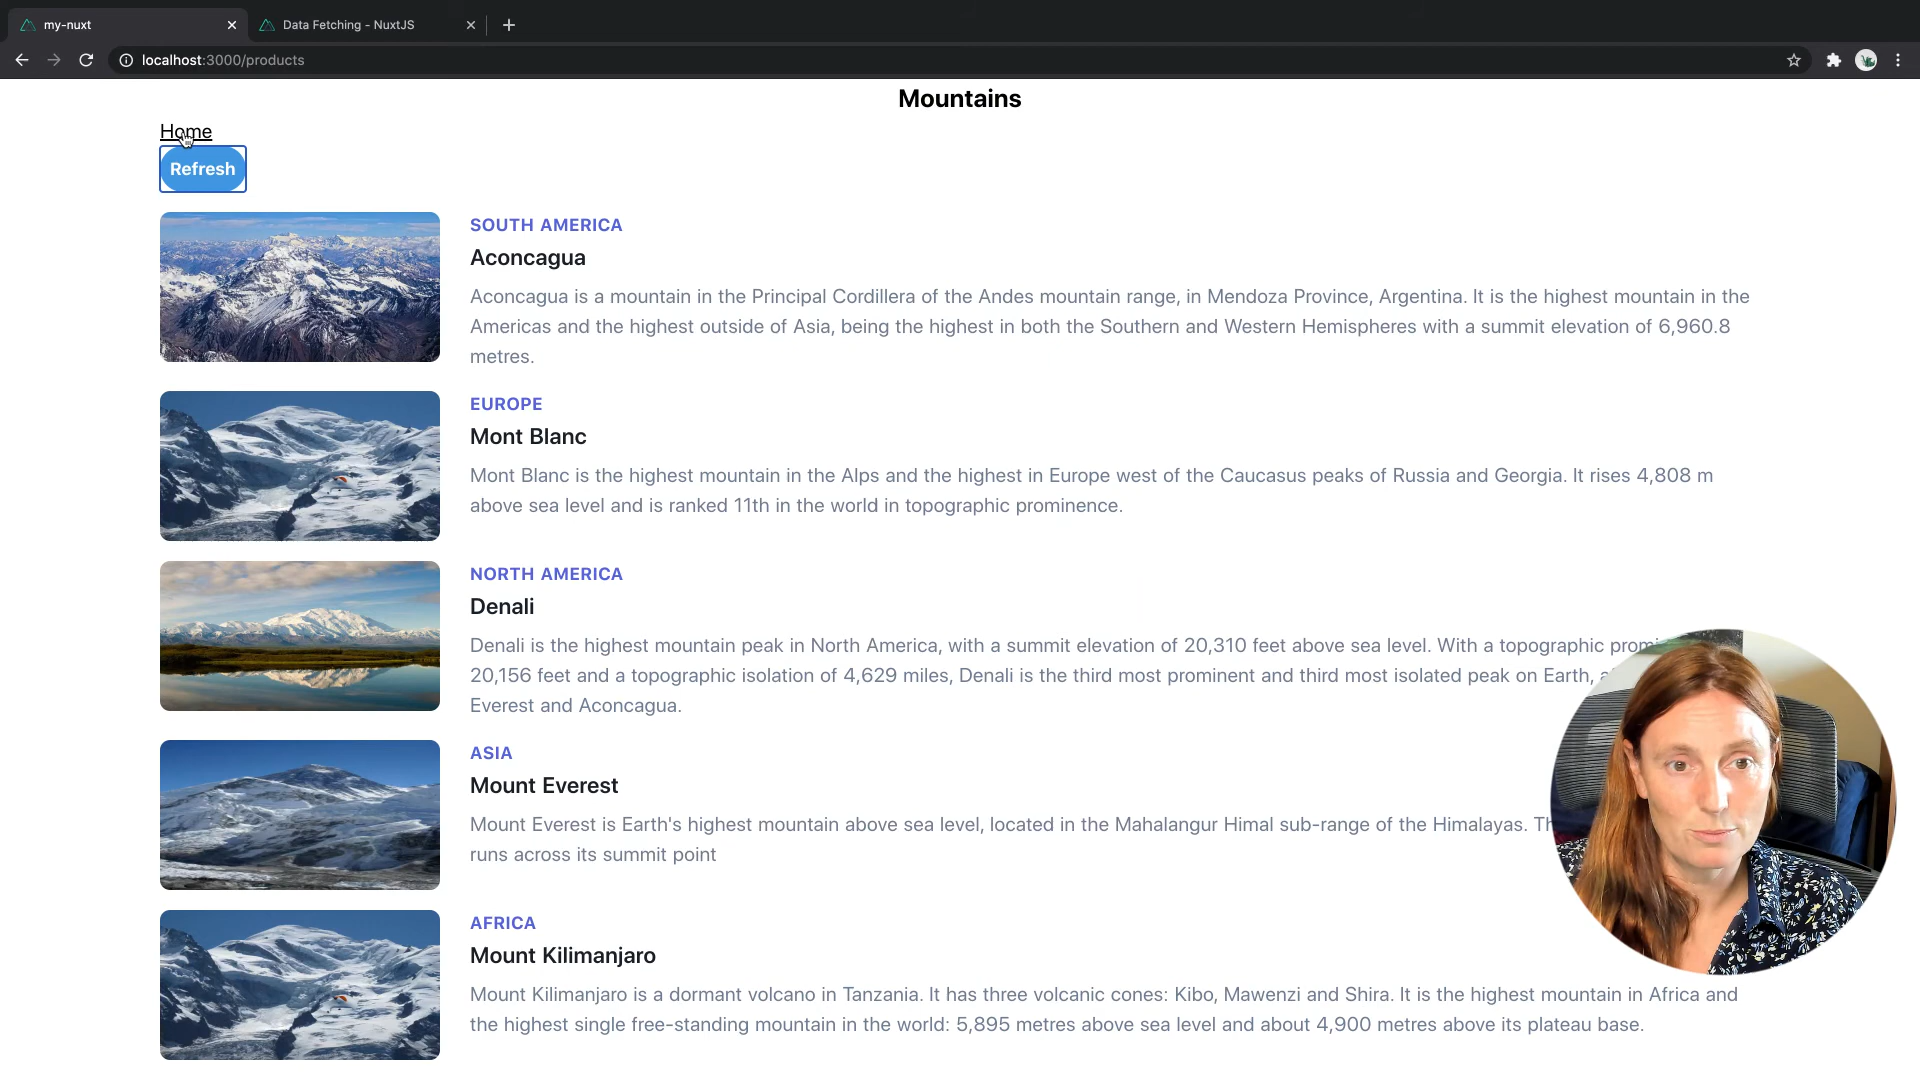 my-nuxt
Data Fetching - NuxtJS
localhost:3000/products
Mountains
Home
Refresh
SOUTH AMERICA
Aconcagua
Aconcagua is a mountain in the Principal Cordillera of the Andes mountain range, in Mendoza Province, Argentina. It is the highest mountain in the
Americas and the highest outside of Asia, being the highest in both the Southern and Western Hemispheres with a summit elevation of 6,960.8
metres.
EUROPE
Mont Blanc
Mont Blanc is the highest mountain in the Alps and the highest in Europe west of the Caucasus peaks of Russia and Georgia. It rises 4,808 m
above sea level and is ranked 11th in the world in topographic prominence.
NORTH AMERICA
Denali
Denali is the highest mountain peak in North America, with a summit elevation of 20,310 feet above sea level. With a topographic
20,156 feet and a topographic isolation of 4,629 miles, Denali is the third most prominent and third most isolated peak on Earth,
Everest and Aconcagua.
ASIA
Mount Everest
Mount Everest is Earth's highest mountain above sea level, located in the Mahalangur Himal sub-range of the Himalayas.
runs across its summit point
AFRICA
Mount Kilimanjaro
Mount Kilimanjaro is a dormant volcano in Tanzania. It has three volcanic cones: Kibo, Mawenzi and Shira. It is the highest mountain in Africa and
the highest single free-standing mountain in the world: 5,895 metres above sea level and about 4,900 metres above its plateau base.